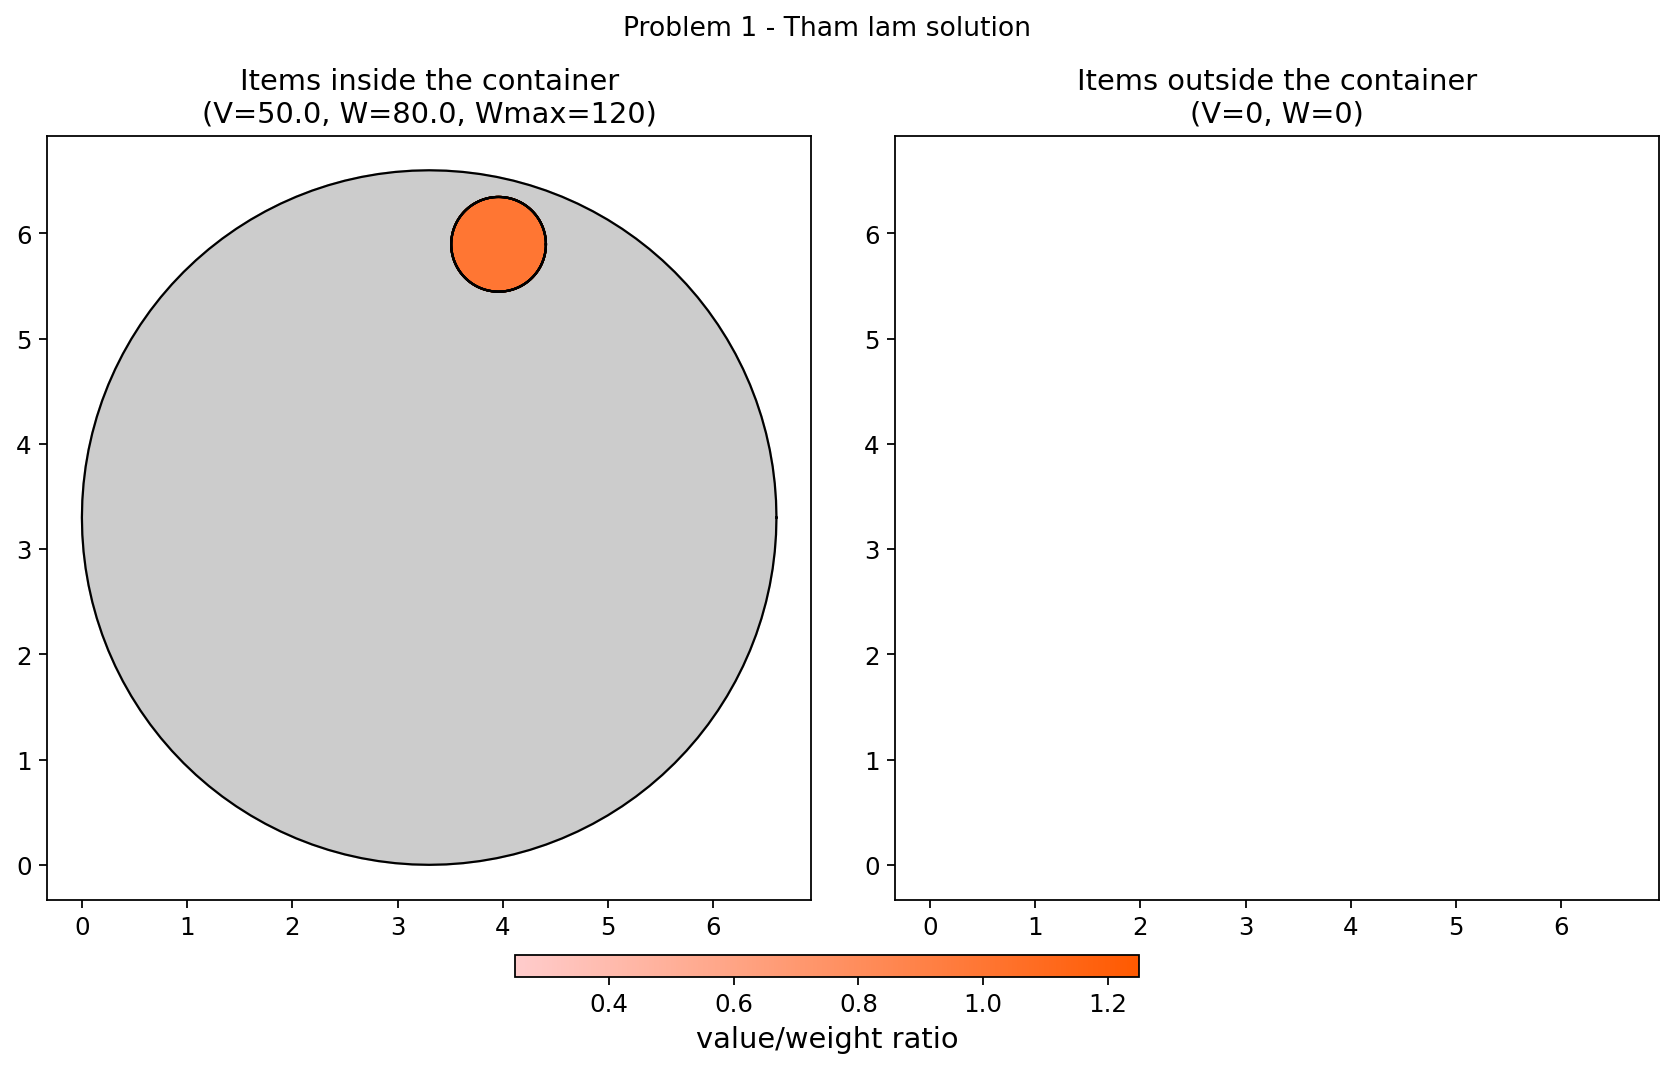 Problem 1 - Tham lam solution
Items inside the container
(V=50.0, W=80.0, Wmax=120)
Items outside the container
(V=0, W=0)
6
5
4
3
2
1
0
0 1 2 3 4 5 6
6
5
4
3
2
1
0
0 1 2 3 4 5 6
0.4 0.6 0.8 1.0 1.2
value/weight ratio